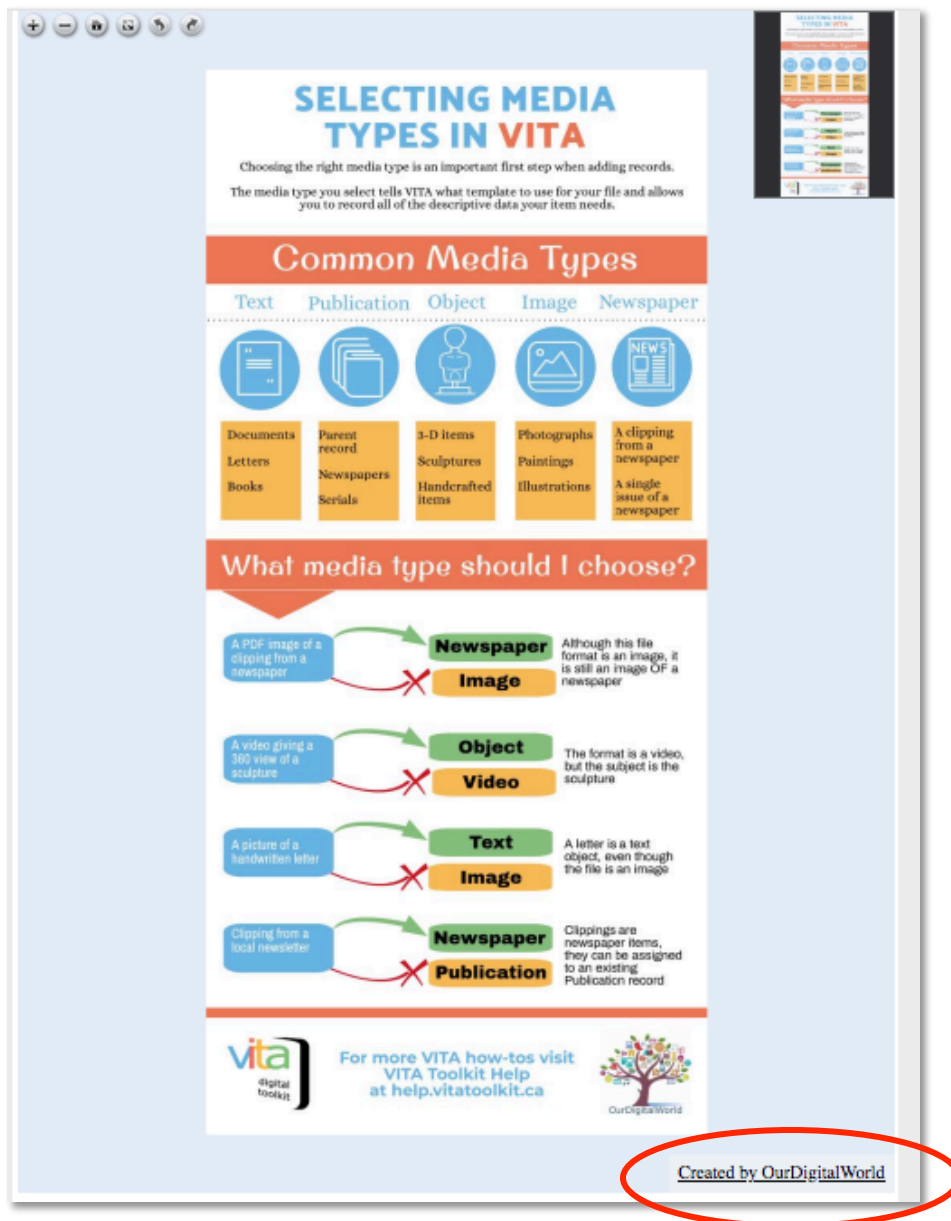 SELECTING MEDIA
TYPES IN VITA
Choosing the right media type is an important first step when adding records.
The media type you select tells VITA what template to use for your file and allows
you to record all of the descriptive data your item needs.
Common Media Types
Text Publication Object Image Newspaper
NEWS
Documents
Letters
Books
Parent
record
Newspapers
Serials
3-D items
Sculptures
Handcrafted
items
Photographs
Paintings
Illustrations
A clipping
from a
newspaper
A single
issue of a
newspaper
What media type should I choose?
A PDF image of a
clipping from a
newspaper
Newspaper
Image
Although this file
format is an image, it
is still an image OF a
newspaper
A video giving a
360 view of a
sculpture
Object
Video
The format is a video,
but the subject is the
sculpture
A picture of a
handwritten letter
Text
Image
A letter is a text
object, even though
the file is an image
Clipping from a
local newsletter
Newspaper
Publication
Clippings are
newspaper items,
they can be assigned
to an existing
Publication record
vita
digital
toolkit
For more VITA how-tos visit
VITA Toolkit Help
at help.vitatoolkit.ca
OurDigitalWorld
Created by OurDigitalWorld